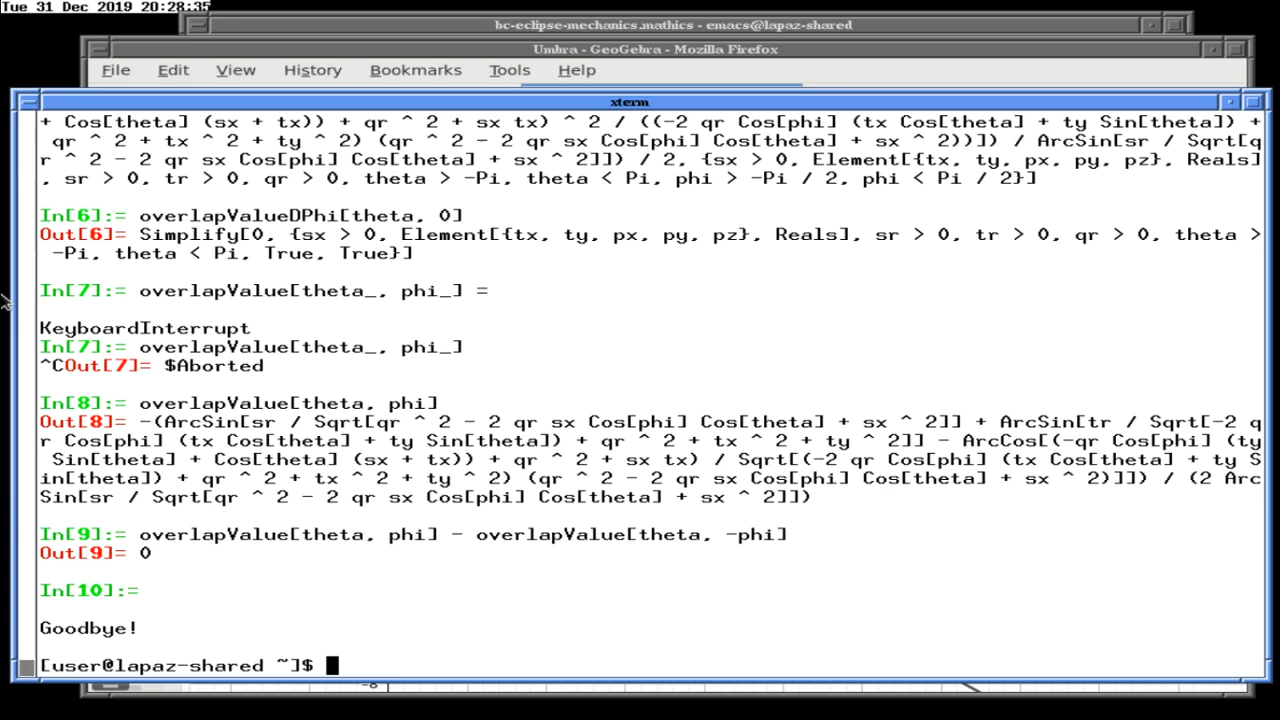 Tue 31 Dec 2019 20:28:35
bc-eclipse-mechanics.mathics - emacs@lapaz-shared
Umbra - GeoGebra - Mozilla Firefox
File Edit View History Bookmarks Tools Help
xterm
+ Cos[theta] (sx + tx)) + qr ^ 2 + sx tx) ^ 2 / ((-2 qr Cos[phi] (tx Cos[theta] + ty Sin[theta]) +
 qr ^ 2 + tx ^ 2 + ty ^ 2) (qr ^ 2 - 2 qr sx Cos[phi] Cos[theta] + sx ^ 2))]) / ArcSin[sr / Sqrt[q
r ^ 2 - 2 qr sx Cos[phi] Cos[theta] + sx ^ 2]]) / 2, {sx > 0, Element[{tx, ty, px, py, pz}, Reals]
, sr > 0, tr > 0, qr > 0, theta > -Pi, theta < Pi, phi > -Pi / 2, phi < Pi / 2}]
In[6]:= overlapValueDPhi[theta, 0]
Out[6]= Simplify[0, {sx > 0, Element[{tx, ty, px, py, pz}, Reals], sr > 0, tr > 0, qr > 0, theta >
 -Pi, theta < Pi, True, True}]
In[7]:= overlapValue[theta_, phi_] =
KeyboardInterrupt
In[7]:= overlapValue[theta_, phi_]
^COut[7]= $Aborted
In[8]:= overlapValue[theta, phi]
Out[8]= -(ArcSin[sr / Sqrt[qr ^ 2 - 2 qr sx Cos[phi] Cos[theta] + sx ^ 2]] + ArcSin[tr / Sqrt[-2 q
r Cos[phi] (tx Cos[theta] + ty Sin[theta]) + qr ^ 2 + tx ^ 2 + ty ^ 2]] - ArcCos[(-qr Cos[phi] (ty
 Sin[theta] + Cos[theta] (sx + tx)) + qr ^ 2 + sx tx) / Sqrt[(-2 qr Cos[phi] (tx Cos[theta] + ty S
in[theta]) + qr ^ 2 + tx ^ 2 + ty ^ 2) (qr ^ 2 - 2 qr sx Cos[phi] Cos[theta] + sx ^ 2)]]) / (2 Arc
Sin[sr / Sqrt[qr ^ 2 - 2 qr sx Cos[phi] Cos[theta] + sx ^ 2]])
In[9]:= overlapValue[theta, phi] - overlapValue[theta, -phi]
Out[9]= 0
In[10]:=
Goodbye!
[user@lapaz-shared ~]$